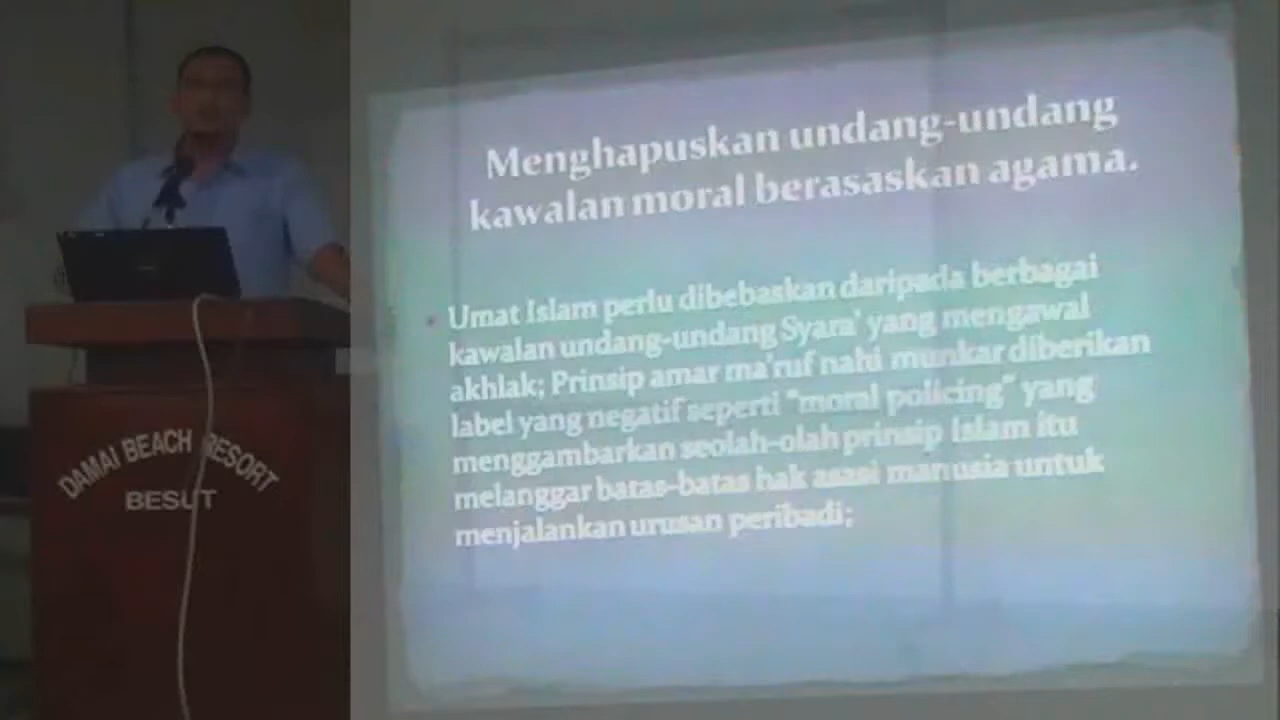 Menghapuskan undang-undang
kawalan moral berasaskan agama.
Umat Islam perlu dibebaskan daripada berbagai
kawalan undang-undang Syara' yang mengawal
akhlak; Prinsip amar ma'ruf nahi munkar diberikan
label yang negatif seperti "moral policing" yang
menggambarkan seolah-olah prinsip Islam itu
melanggar batas-batas hak asasi manusia untuk
menjalankan urusan peribadi;
DAMAI BEACH RESORT
BESUT